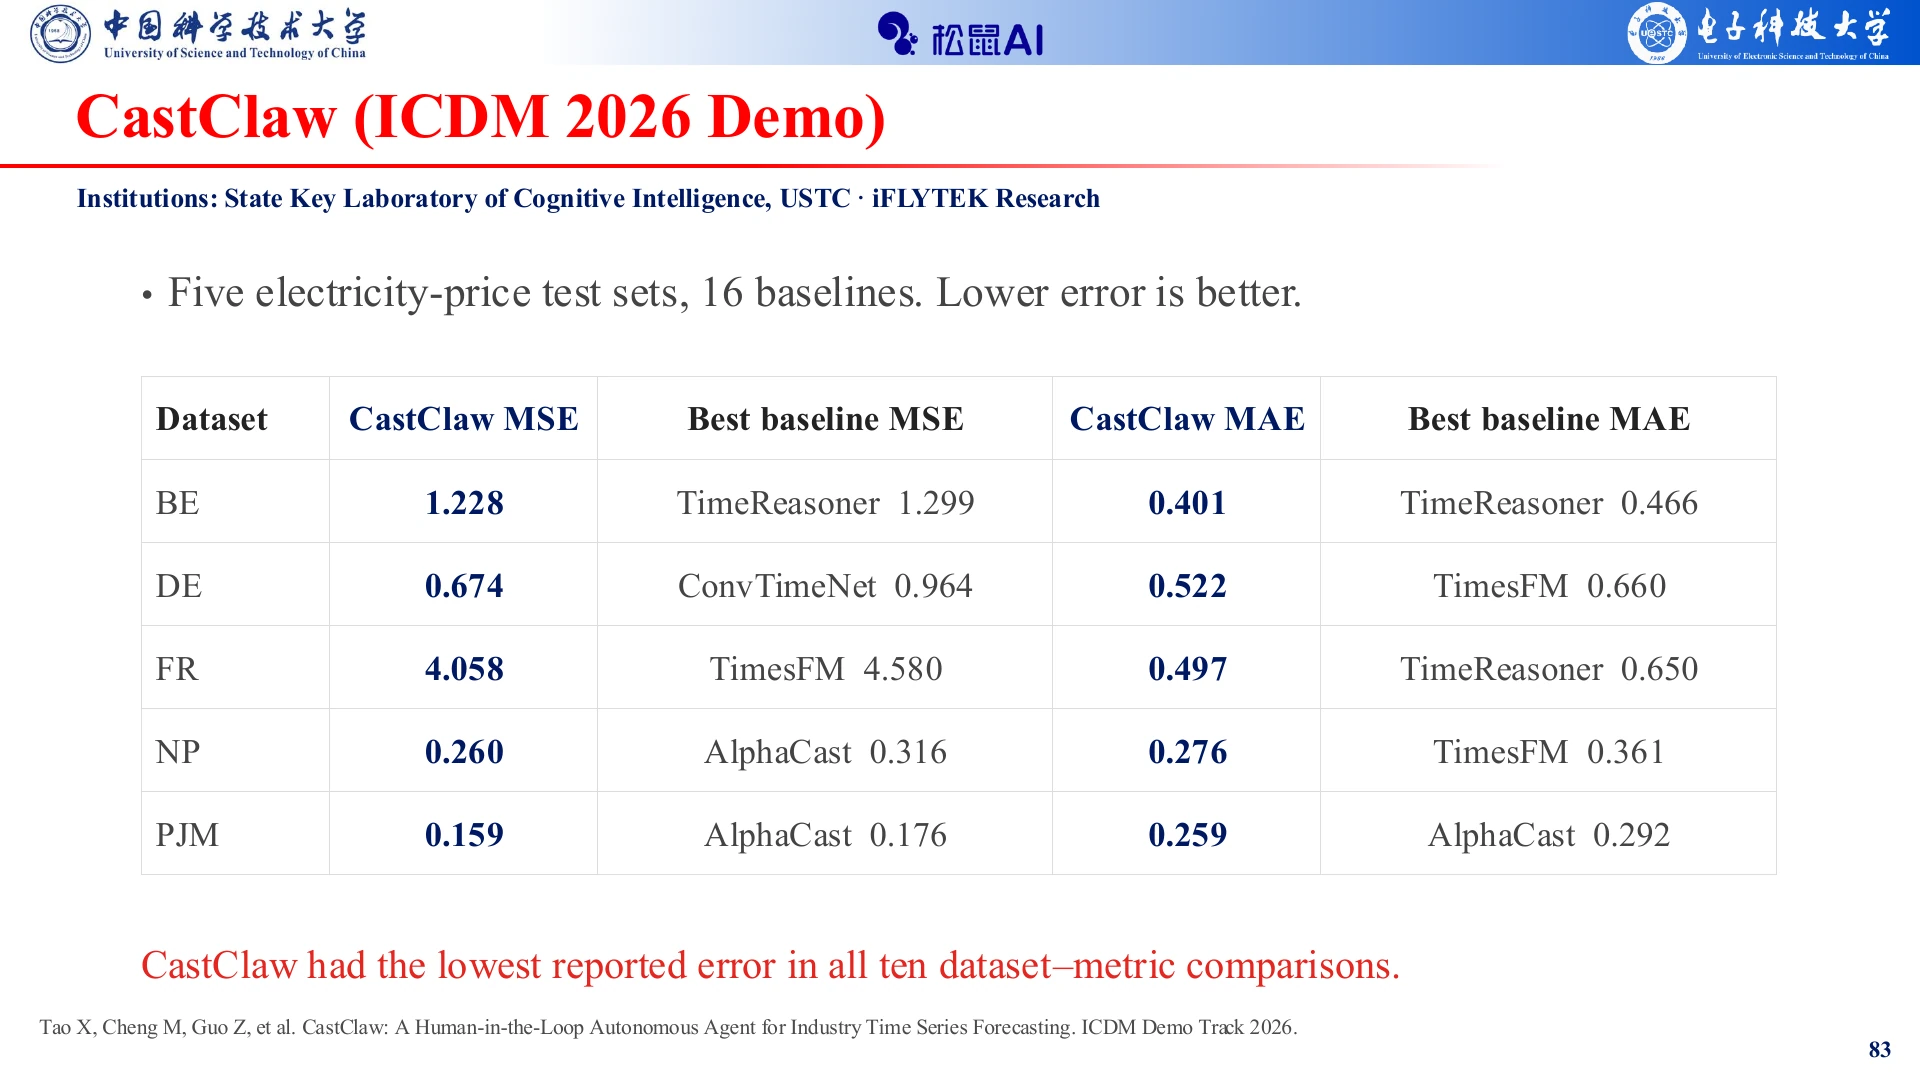 中国科学技术大学
University of Science and Technology of China
松鼠AI
电子科技大学
University of Electronic Science and Technology of China
CastClaw (ICDM 2026 Demo)
Institutions: State Key Laboratory of Cognitive Intelligence, USTC · iFLYTEK Research
• Five electricity-price test sets, 16 baselines. Lower error is better.
Dataset CastClaw MSE Best baseline MSE CastClaw MAE Best baseline MAE
BE 1.228 TimeReasoner 1.299 0.401 TimeReasoner 0.466
DE 0.674 ConvTimeNet 0.964 0.522 TimesFM 0.660
FR 4.058 TimesFM 4.580 0.497 TimeReasoner 0.650
NP 0.260 AlphaCast 0.316 0.276 TimesFM 0.361
PJM 0.159 AlphaCast 0.176 0.259 AlphaCast 0.292
CastClaw had the lowest reported error in all ten dataset–metric comparisons.
Tao X, Cheng M, Guo Z, et al. CastClaw: A Human-in-the-Loop Autonomous Agent for Industry Time Series Forecasting. ICDM Demo Track 2026.
83